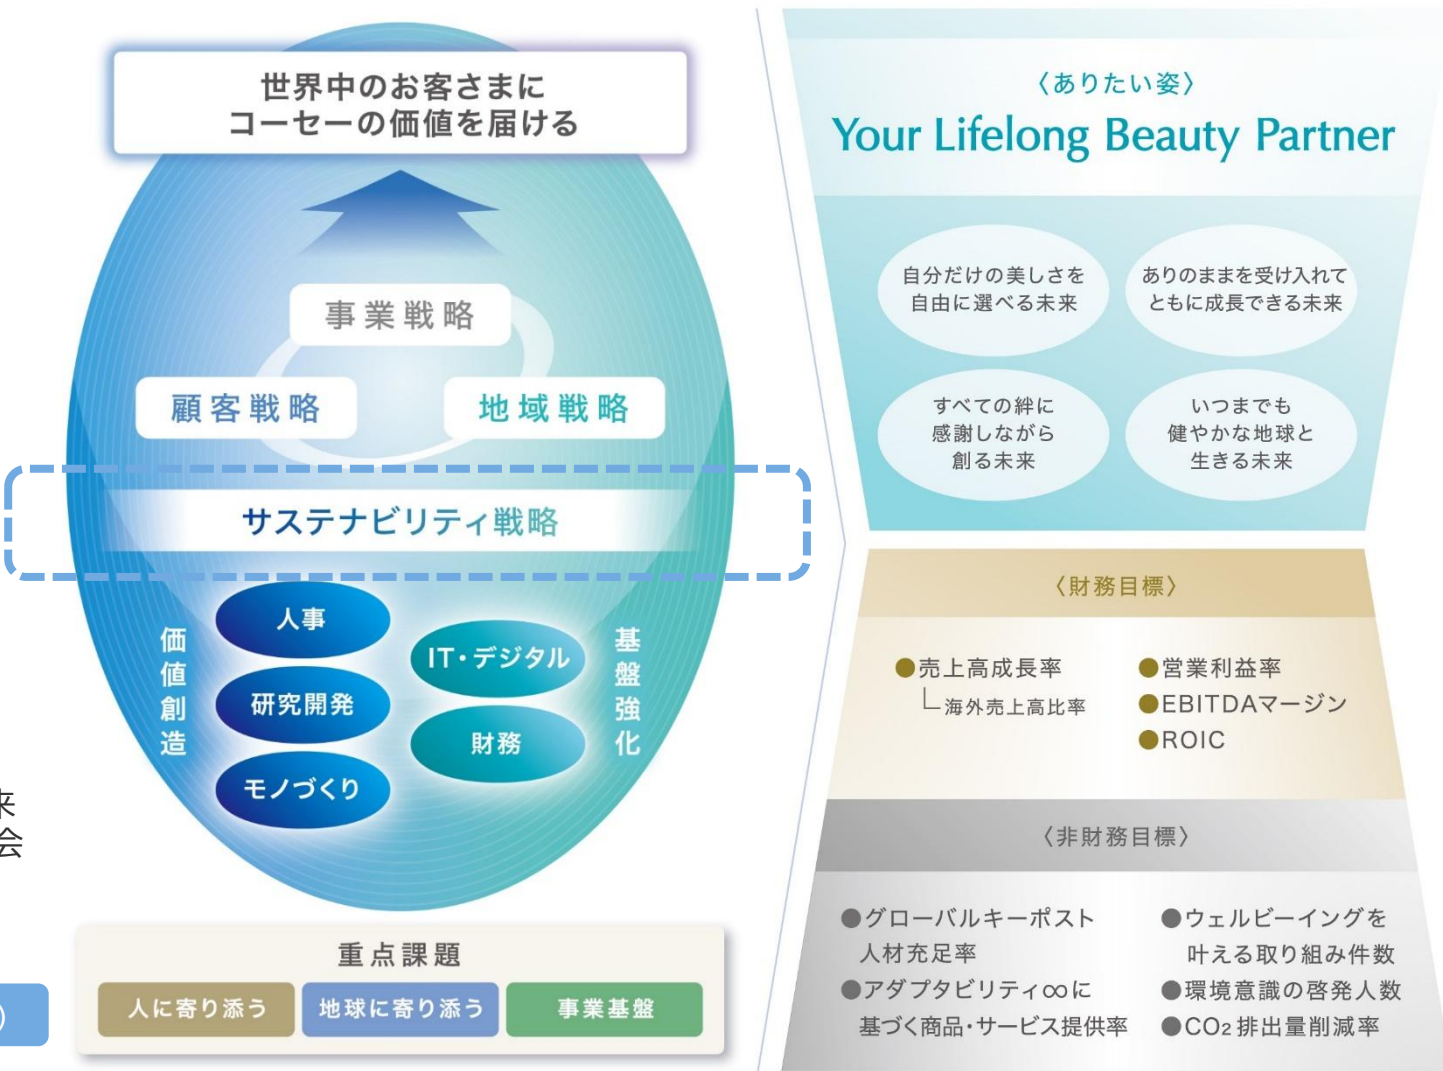 世界中のお客さまに
コーセーの価値を届ける
事業戦略
顧客戦略
地域戦略
サステナビリティ戦略
価値創造
人事
研究開発
モノづくり
IT・デジタル
財務
基盤強化
来
会
重点課題
人に寄り添う
地球に寄り添う
事業基盤
)
〈ありたい姿〉
Your Lifelong Beauty Partner
自分だけの美しさを
自由に選べる未来
ありのままを受け入れて
ともに成長できる未来
すべての絆に
感謝しながら
創る未来
いつまでも
健やかな地球と
生きる未来
〈財務目標〉
●売上高成長率
└海外売上高比率
●営業利益率
●EBITDAマージン
●ROIC
〈非財務目標〉
●グローバルキーポスト
人材充足率
●アダプタビリティ∞に
基づく商品・サービス提供率
●ウェルビーイングを
叶える取り組み件数
●環境意識の啓発人数
●CO₂排出量削減率